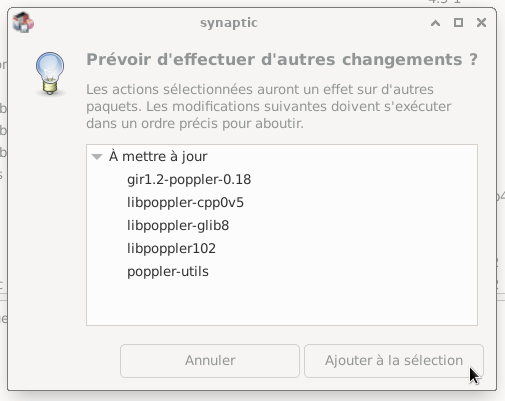 synaptic
Prévoir d'effectuer d'autres changements ?
Les actions sélectionnées auront un effet sur d'autres
paquets. Les modifications suivantes doivent s'exécuter
dans un ordre précis pour aboutir.
À mettre à jour
gir1.2-poppler-0.18
libpoppler-cpp0v5
libpoppler-glib8
libpoppler102
poppler-utils
Annuler
Ajouter à la sélection